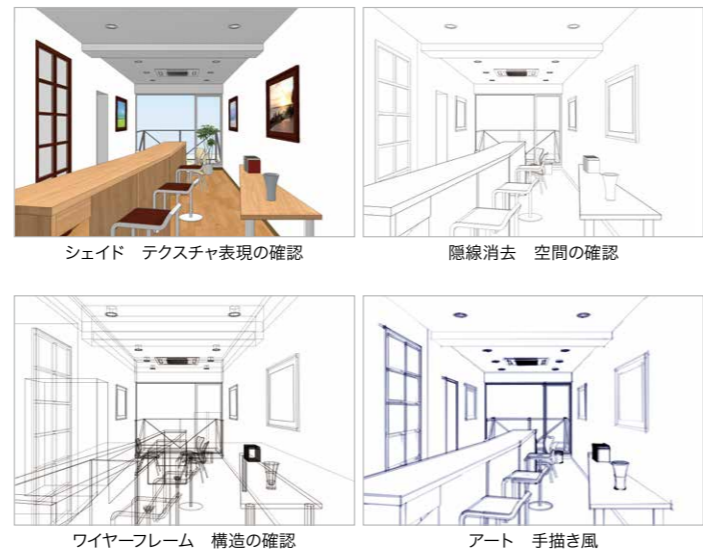 シェイド　テクスチャ表現の確認
隠線消去　空間の確認
ワイヤーフレーム　構造の確認
アート　手描き風